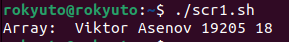 rokyuto@rokyuto:~$ ./scr1.sh
Array:  Viktor Asenov 19205 18